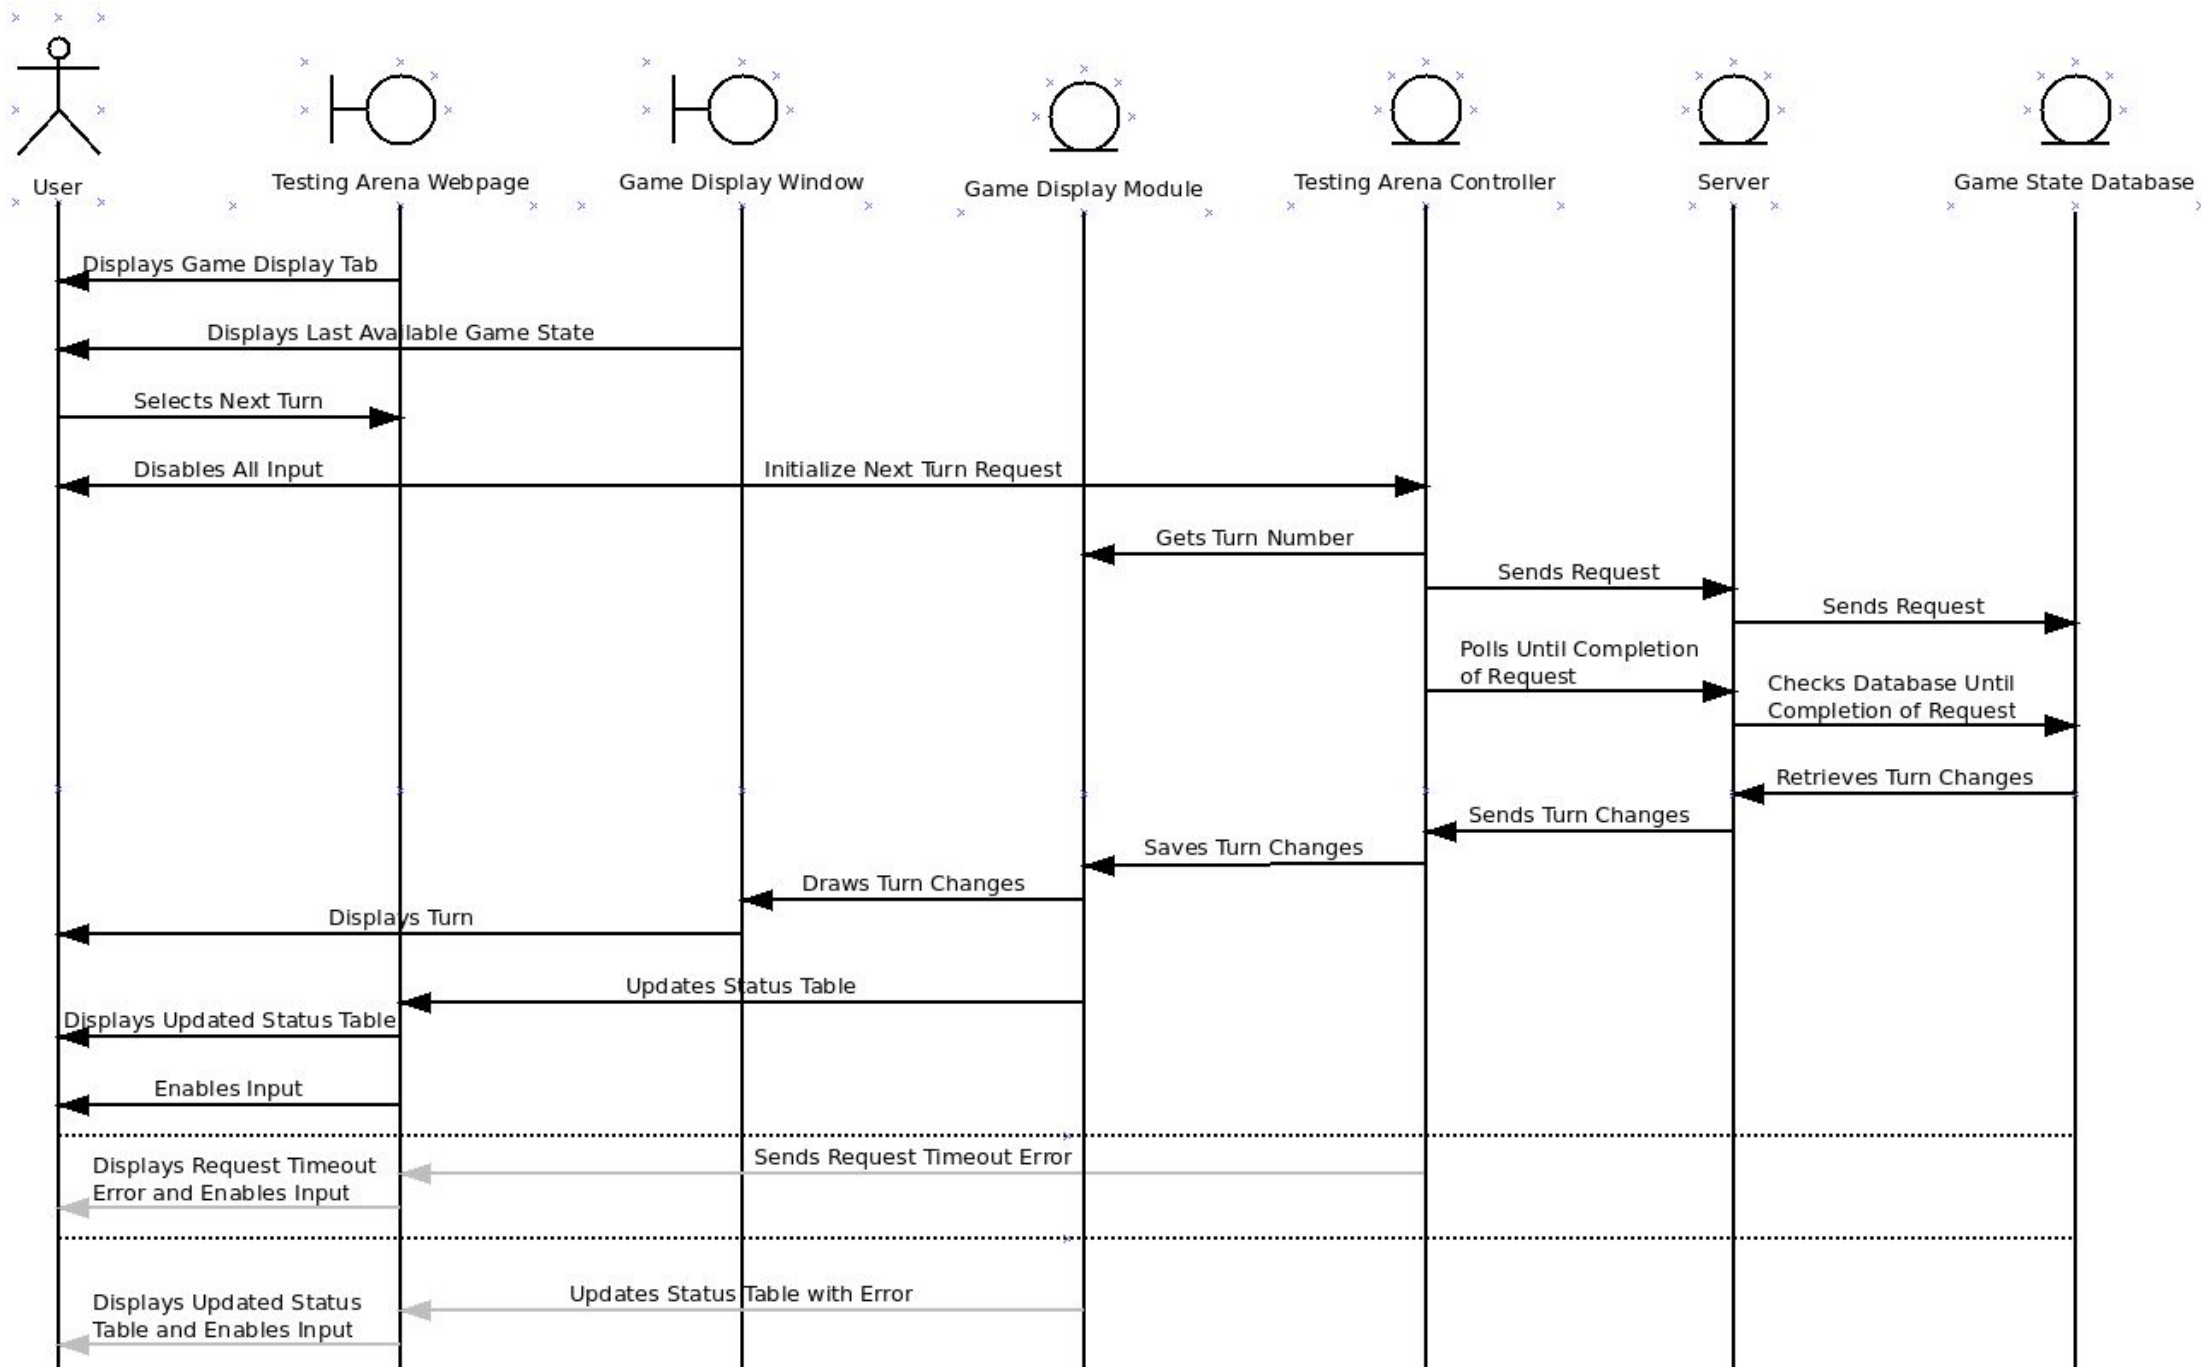 User
Testing Arena Webpage
Game Display Window
Game Display Module
Testing Arena Controller
Server
Game State Database
Displays Game Display Tab
Displays Last Available Game State
Selects Next Turn
Disables All Input
Initialize Next Turn Request
Gets Turn Number
Sends Request
Sends Request
Polls Until Completion
of Request
Checks Database Until
Completion of Request
Retrieves Turn Changes
Sends Turn Changes
Saves Turn Changes
Draws Turn Changes
Displays Turn
Updates Status Table
Displays Updated Status Table
Enables Input
Sends Request Timeout Error
Displays Request Timeout
Error and Enables Input
Updates Status Table with Error
Displays Updated Status
Table and Enables Input